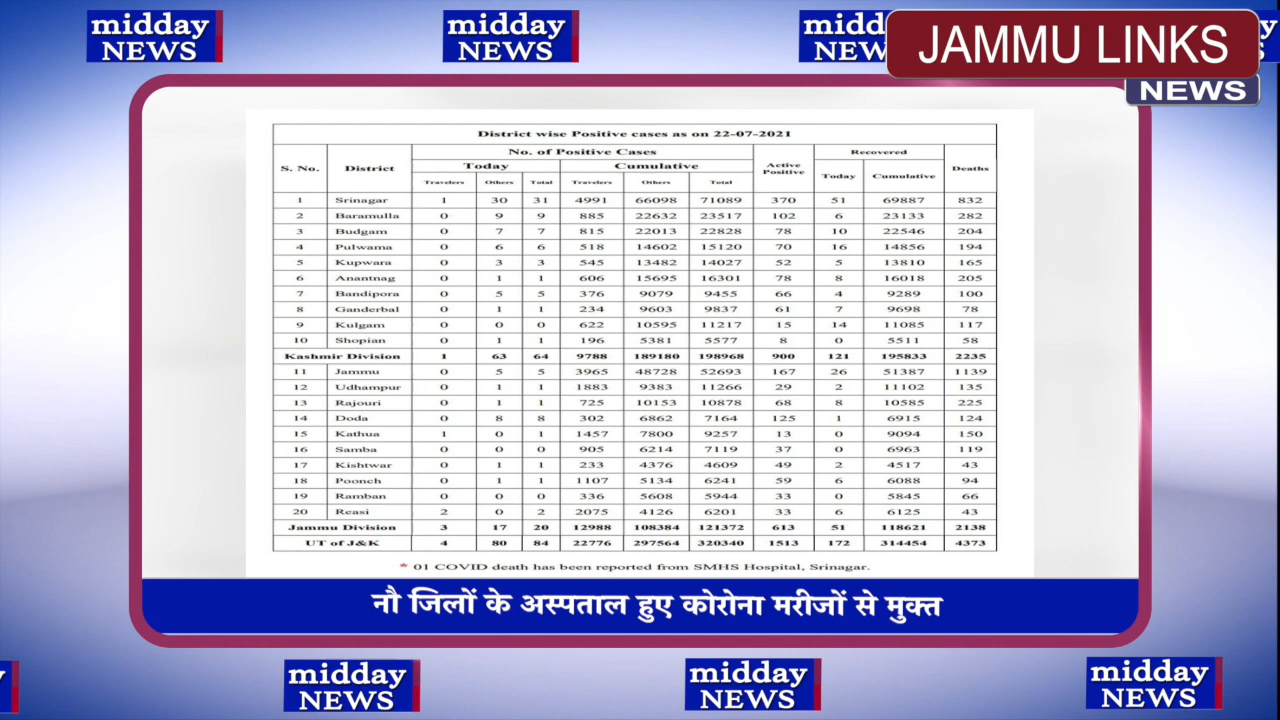 midday NEWS midday NEWS midd NEW JAMMU LINKS NEWS y S
District wise Positive cases as on 22-07-2021
S. No. District No. of Positive Cases Active Positive Recovered Deaths
Today Cumulative Today Cumulative
Travelers Others Total Travelers Others Total
1 Srinagar 1 30 31 4991 66098 71089 370 51 69887 832
2 Baramulla 0 9 9 885 22632 23517 102 6 23133 282
3 Budgam 0 7 7 815 22013 22828 78 10 22546 204
4 Pulwama 0 6 6 518 14602 15120 70 16 14856 194
5 Kupwara 0 3 3 545 13482 14027 52 5 13810 165
6 Anantnag 0 1 1 606 15695 16301 78 8 16018 205
7 Bandipora 0 5 5 376 9079 9455 66 4 9289 100
8 Ganderbal 0 1 1 234 9603 9837 61 7 9698 78
9 Kulgam 0 0 0 622 10595 11217 15 14 11085 117
10 Shopian 0 1 1 196 5381 5577 8 0 5511 58
Kashmir Division 1 63 64 9788 189180 198968 900 121 195833 2235
11 Jammu 0 5 5 3965 48728 52693 167 26 51387 1139
12 Udhampur 0 1 1 1883 9383 11266 29 2 11102 135
13 Rajouri 0 1 1 725 10153 10878 68 8 10585 225
14 Doda 0 8 8 302 6862 7164 125 1 6915 124
15 Kathua 1 0 1 1457 7800 9257 13 0 9094 150
16 Samba 0 0 0 905 6214 7119 37 0 6963 119
17 Kishtwar 0 1 1 233 4376 4609 49 2 4517 43
18 Poonch 0 1 1 1107 5134 6241 59 6 6088 94
19 Ramban 0 0 0 336 5608 5944 33 0 5845 66
20 Reasi 2 0 2 2075 4126 6201 33 6 6125 43
Jammu Division 3 17 20 12988 108384 121372 613 51 118621 2138
UT of J&K 4 80 84 22776 297564 320340 1513 172 314454 4373
* 01 COVID death has been reported from SMHS Hospital, Srinagar.
नौ जिलों के अस्पताल हुए कोरोना मरीजों से मुक्त
midday NEWS midday NEWS midday NEWS